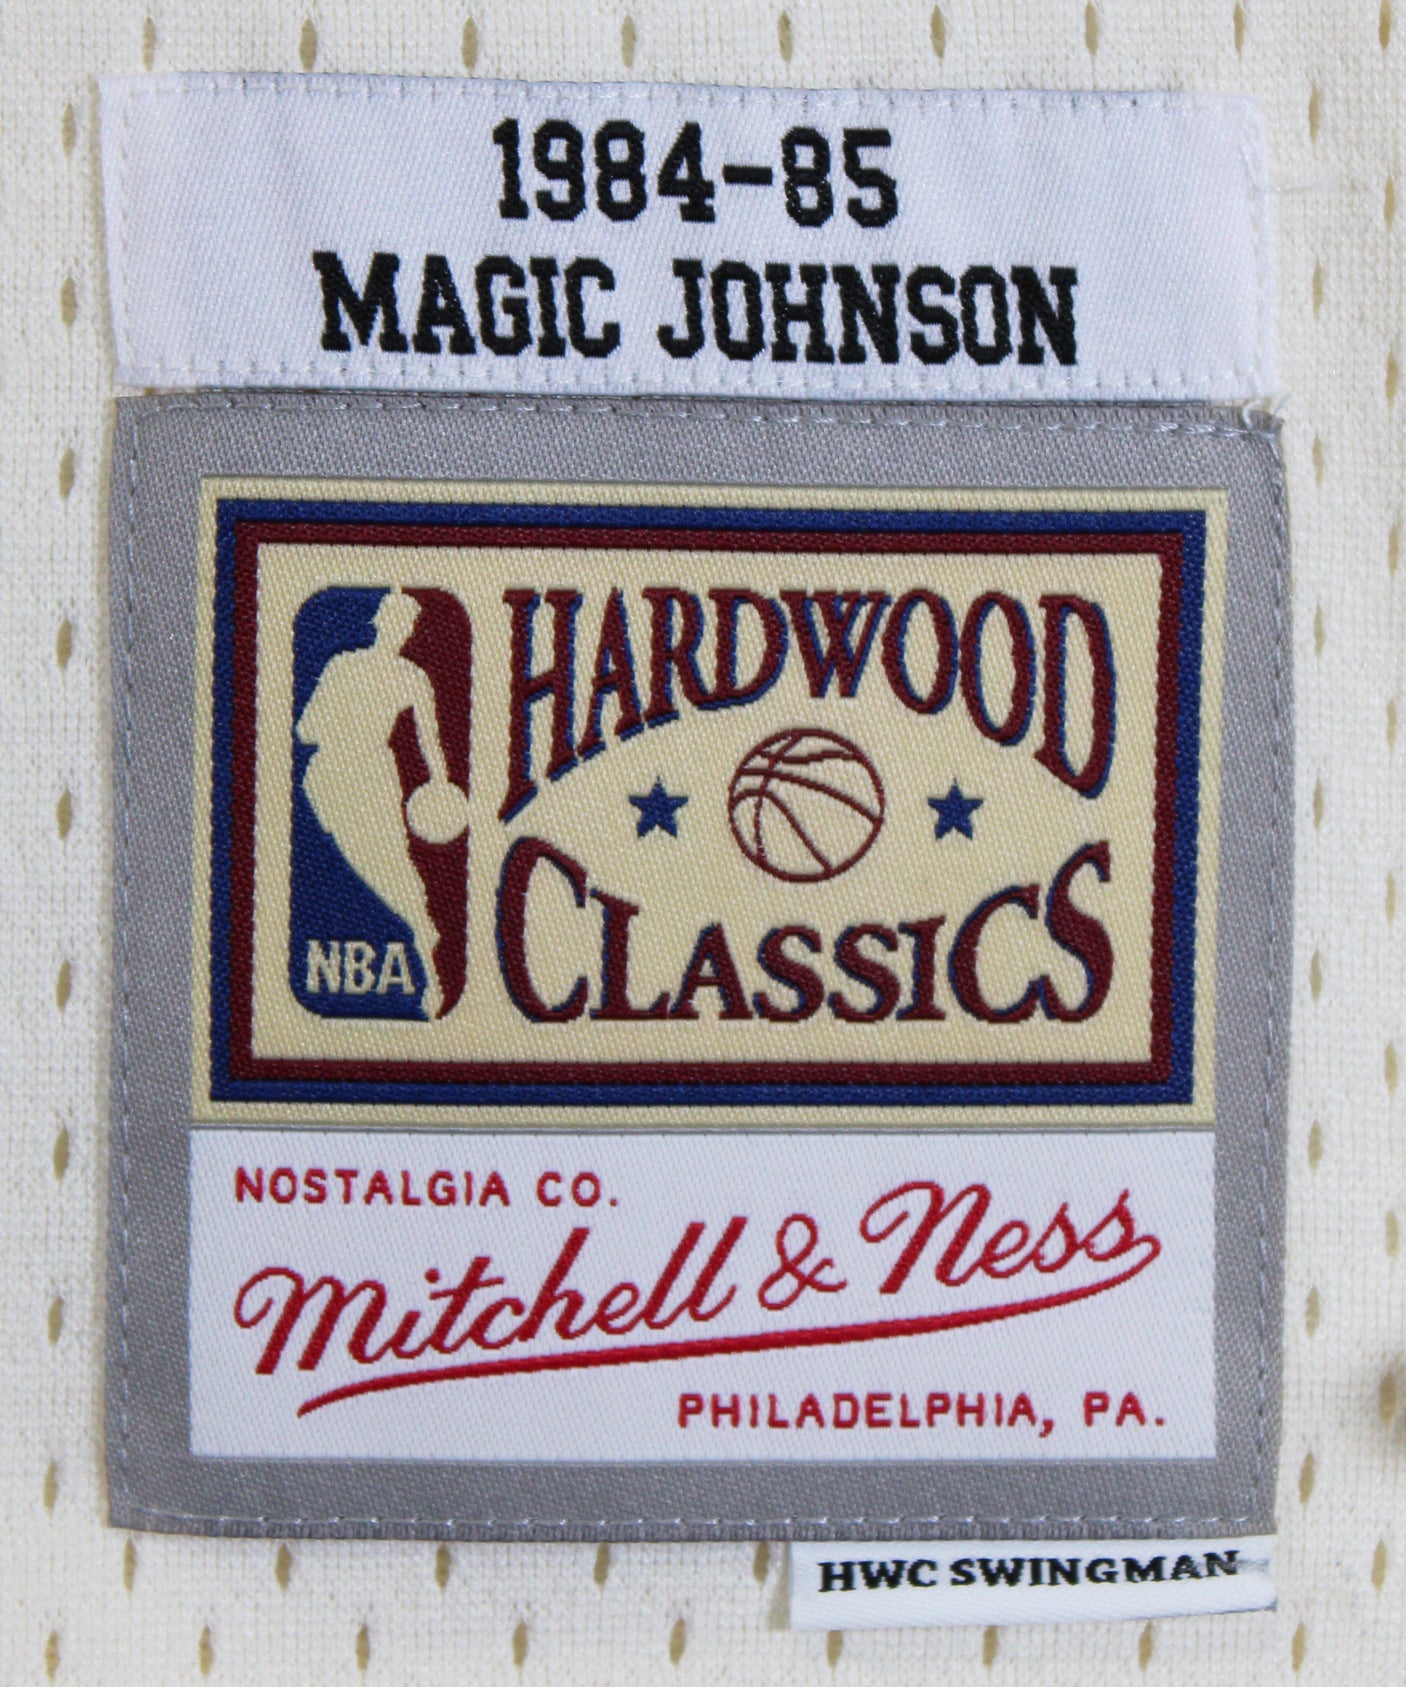 1984-85
MAGIC JOHNSON
HARDWOOD
CLASSICS
NBA
NOSTALGIA CO.
Mitchell & Ness
PHILADELPHIA, PA.
HWC SWINGMAN